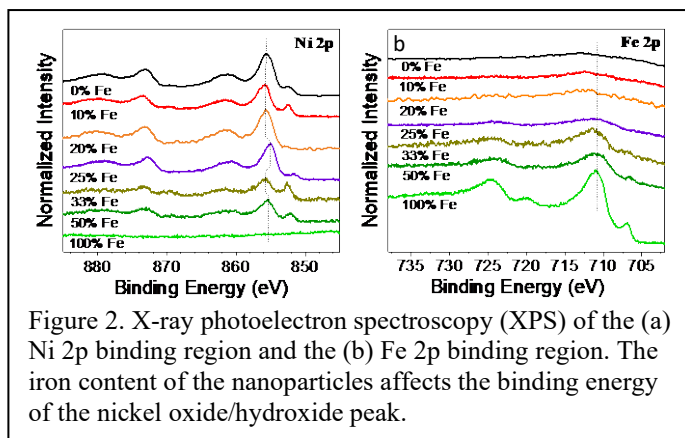 Ni 2p
0% Fe
10% Fe
20% Fe
25% Fe
33% Fe
50% Fe
100% Fe
Normalized Intensity
880 870 860 850
Binding Energy (eV)
b
Fe 2p
0% Fe
10% Fe
20% Fe
25% Fe
33% Fe
50% Fe
100% Fe
Normalized Intensity
735 730 725 720 715 710 705
Binding Energy (eV)
Figure 2. X-ray photoelectron spectroscopy (XPS) of the (a)
Ni 2p binding region and the (b) Fe 2p binding region. The
iron content of the nanoparticles affects the binding energy
of the nickel oxide/hydroxide peak.